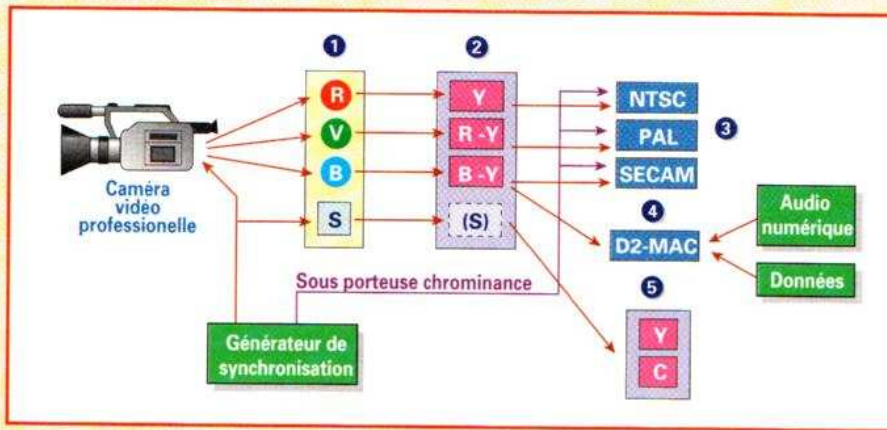 1
2
R
V
B
S
Y
R -Y
B -Y
(S)
NTSC
PAL
SECAM
3
4
D2-MAC
5
Y
C
Caméra
vidéo
professionelle
Sous porteuse chrominance
Générateur de
synchronisation
Audio
numérique
Données